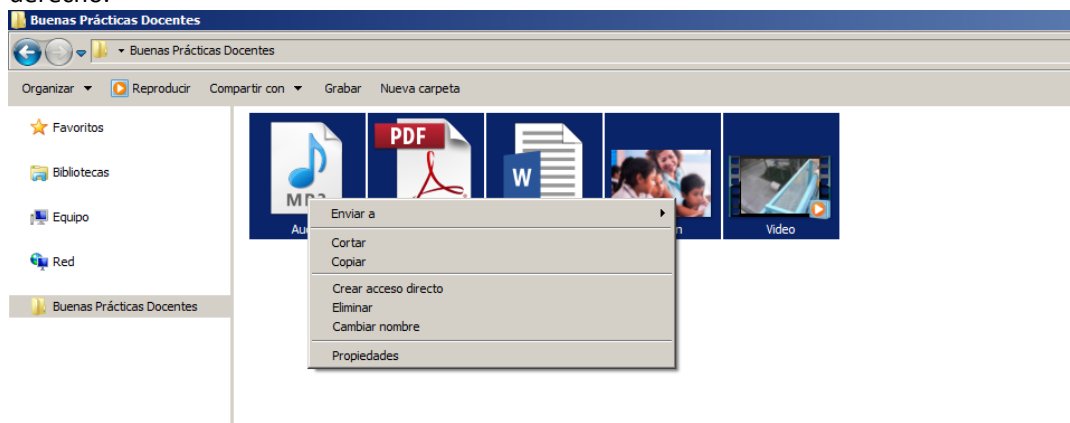 derecho.
Buenas Prácticas Docentes
Buenas Prácticas Docentes
Organizar Reproducir Compartir con Grabar Nueva carpeta
Favoritos
Bibliotecas
Equipo
Red
Buenas Prácticas Docentes
PDF
W
Video
Enviar a
Cortar
Copiar
Crear acceso directo
Eliminar
Cambiar nombre
Propiedades